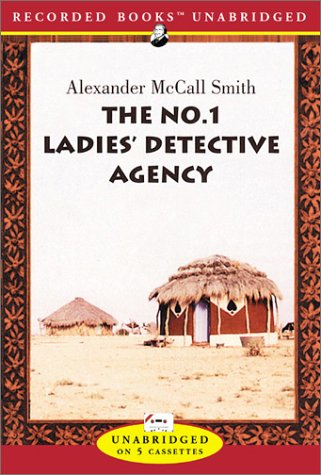 RECORDED BOOKS™ UNABRIDGED
Alexander McCall Smith
THE NO.1
LADIES' DETECTIVE
AGENCY
UNABRIDGED
ON 5 CASSETTES